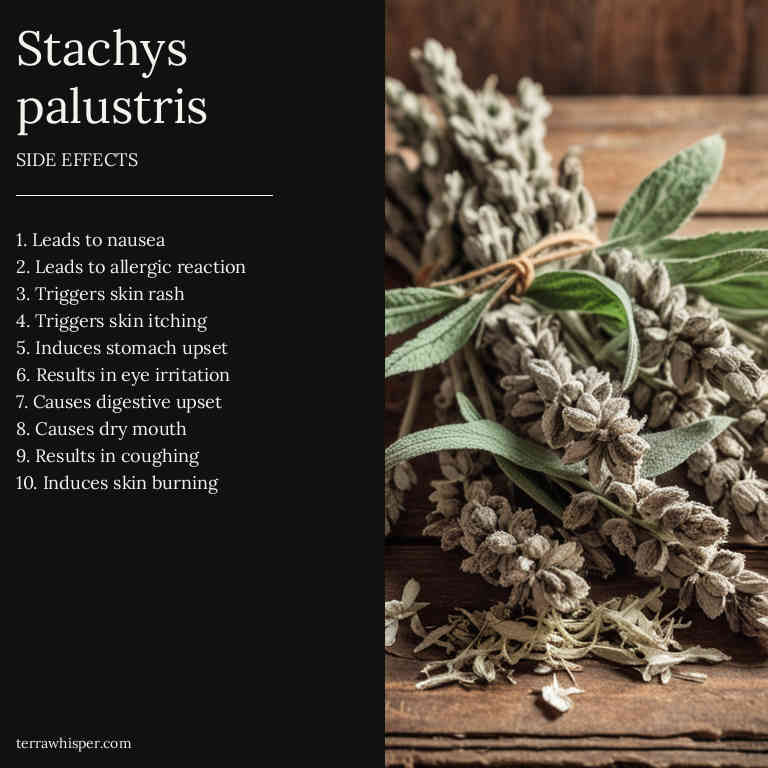 Stachys
palustris
SIDE EFFECTS
1. Leads to nausea
2. Leads to allergic reaction
3. Triggers skin rash
4. Triggers skin itching
5. Induces stomach upset
6. Results in eye irritation
7. Causes digestive upset
8. Causes dry mouth
9. Results in coughing
10. Induces skin burning
terrawhisper.com